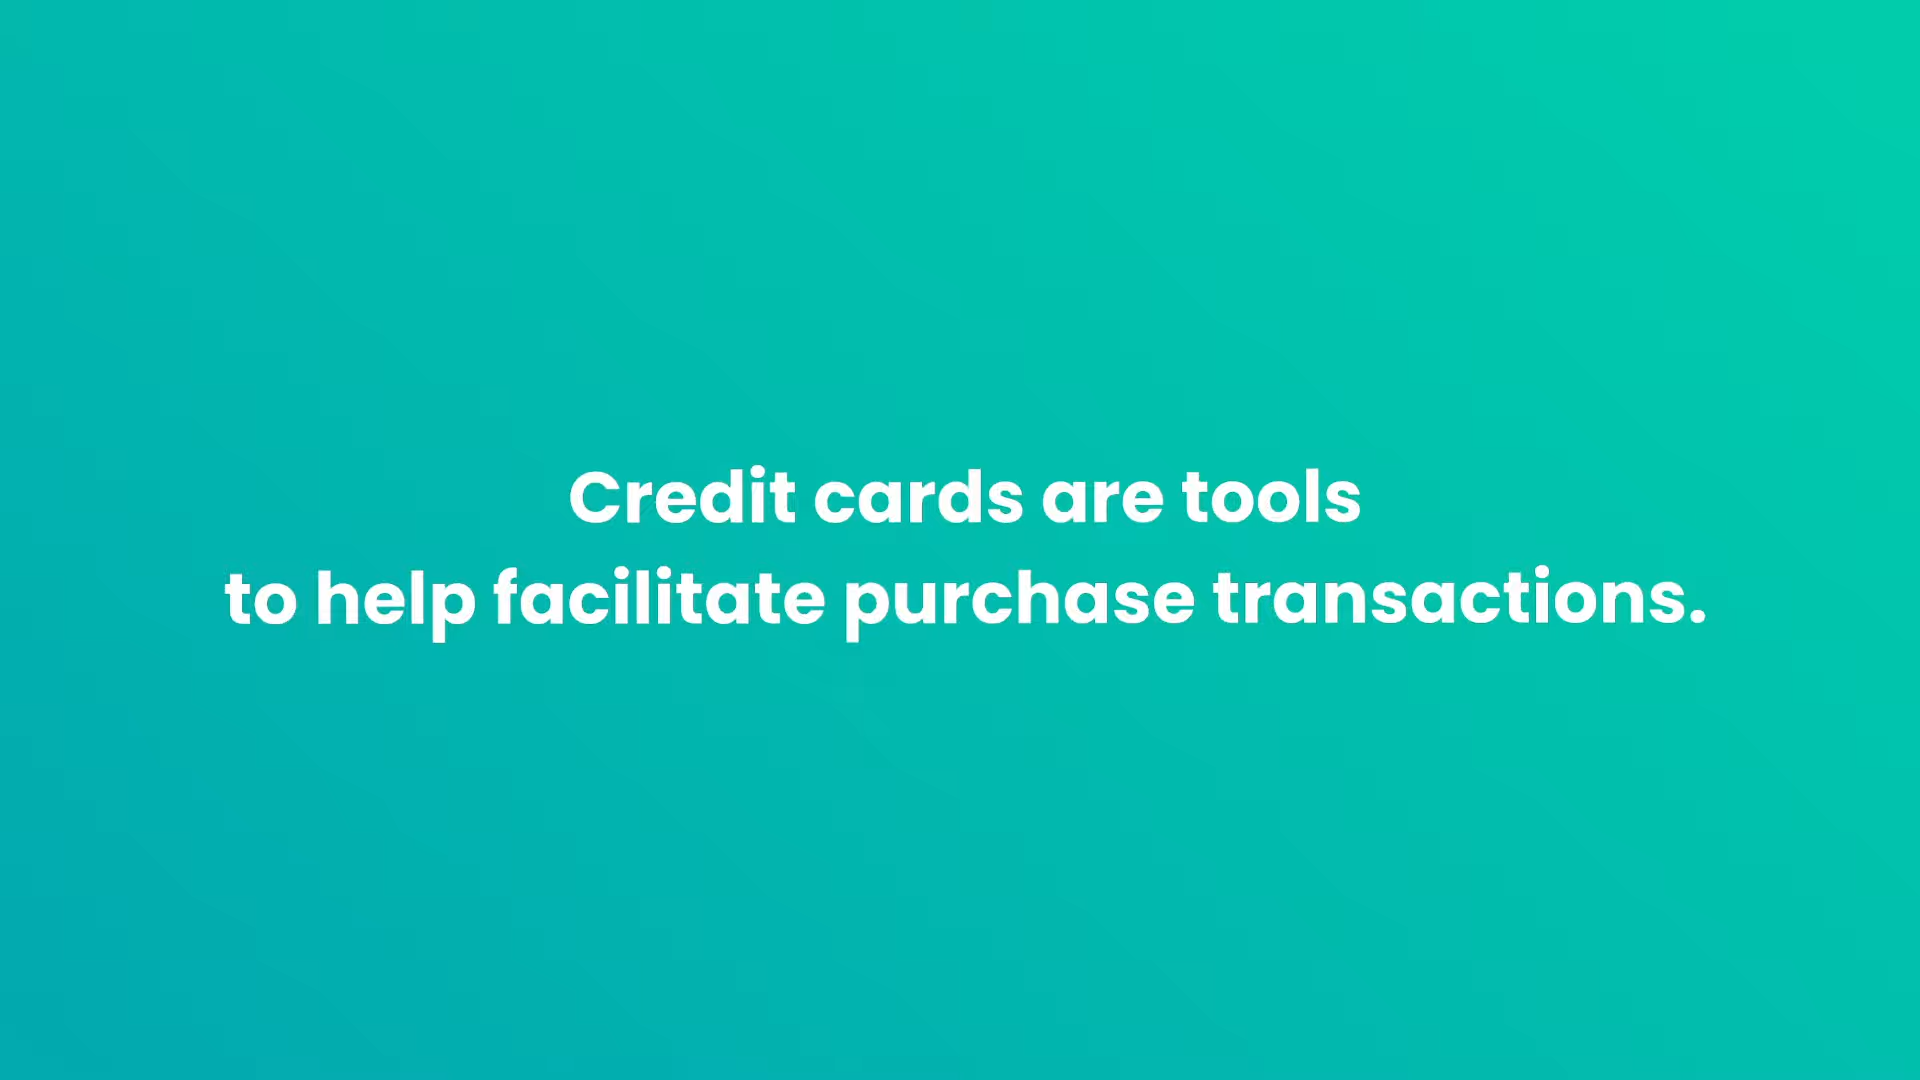 Credit cards are tools
to help facilitate purchase transactions.